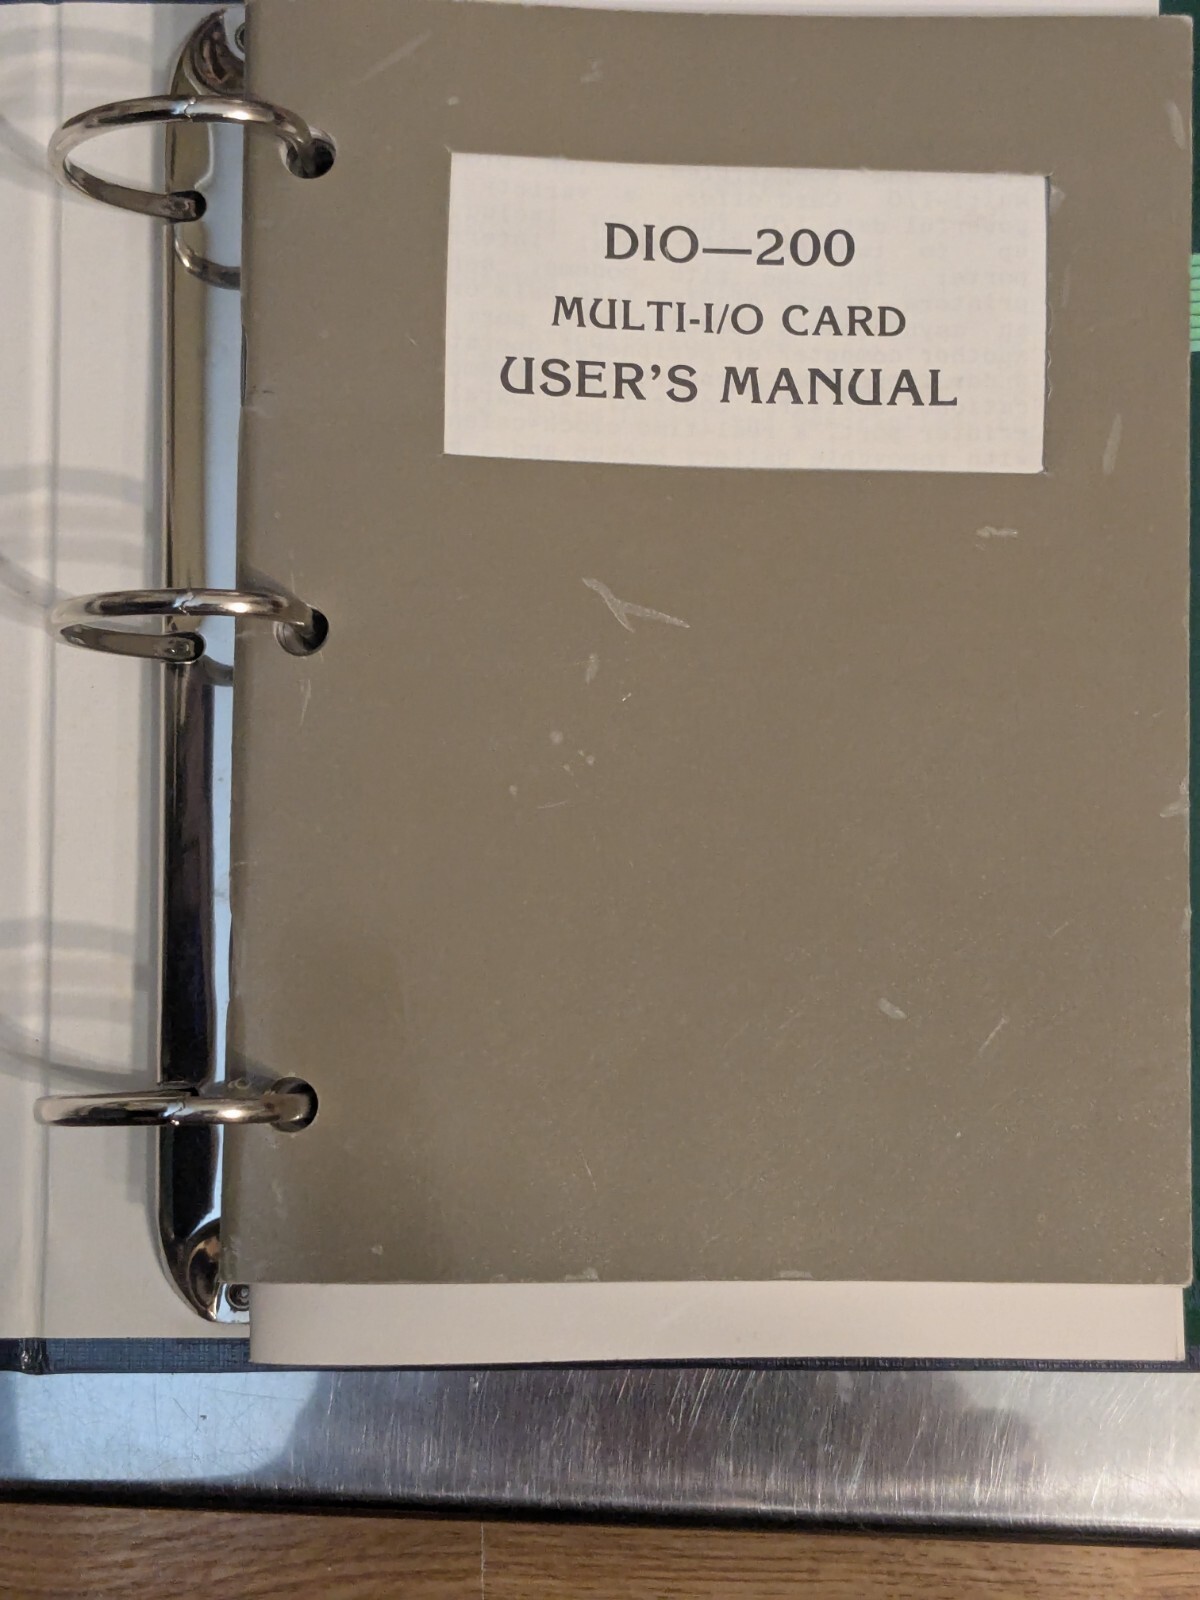 DIO—200
MULTI-I/O CARD
USER'S MANUAL